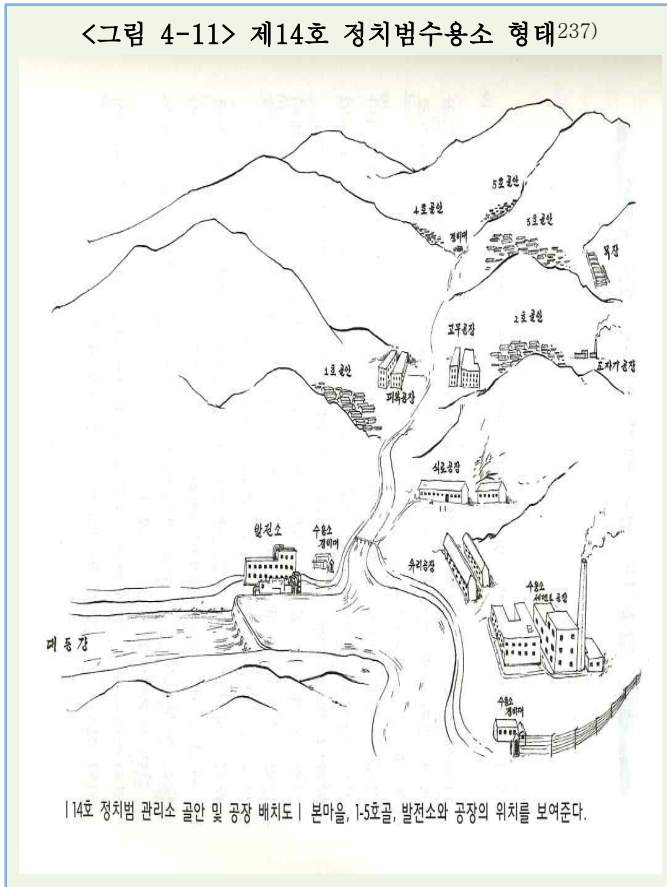 <그림 4-11> 제14호 정치범수용소 형태237)
5호골안
4호골안
경비대
3호골안
목장
고무공장
2호골안
도자기공장
1호골안
피복공장
식료공장
발전소
수용소
경비대
유리공장
수용소
세멘트공장
대동강
수용소
경비대
|14호 정치범 관리소 골안 및 공장 배치도| 본마을, 1-5호골, 발전소와 공장의 위치를 보여준다.